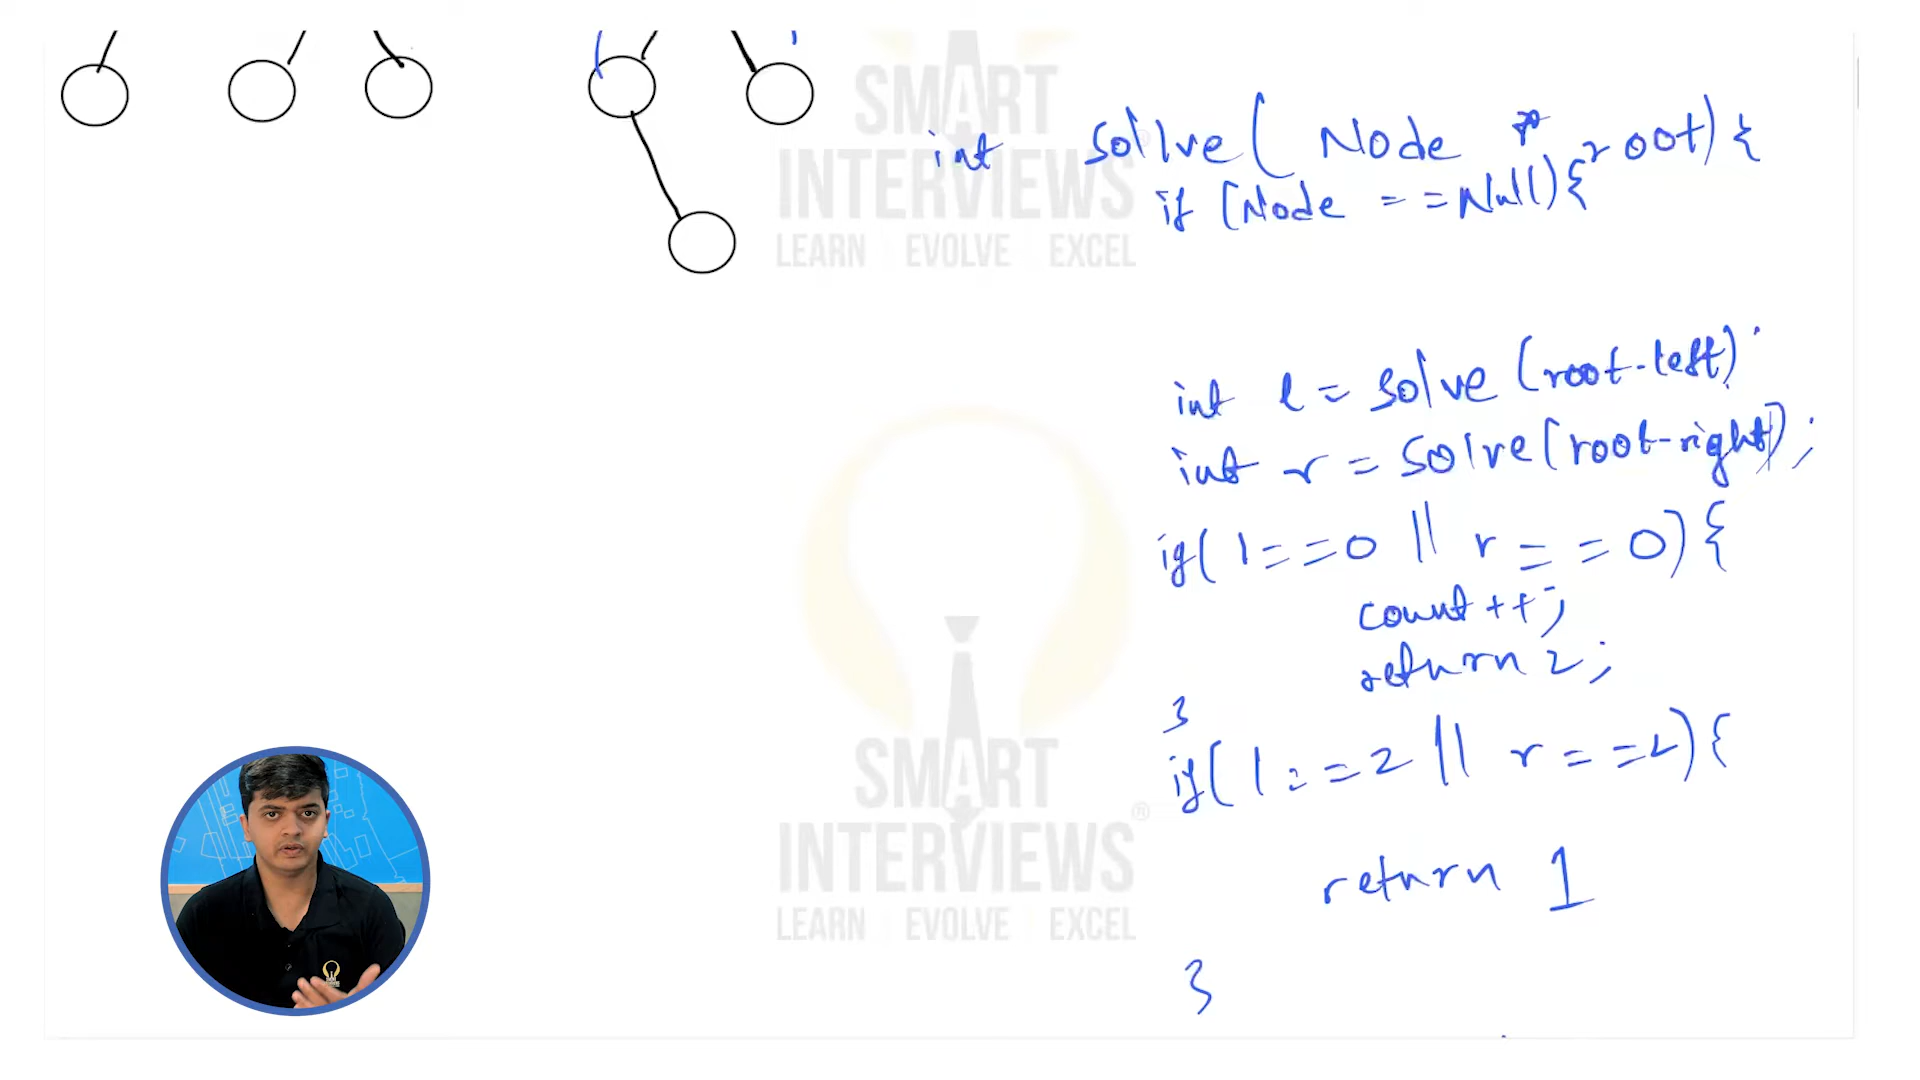 SMART
INTERVIEWS
LEARN EVOLVE EXCEL
int solve( Node * root) {
if (Node == Null) {
int l = solve (root-left);
int r = solve(root-right);
if( l == 0 || r == 0) {
count ++;
return 2;
}
if( l == 2 || r == 2) {
return 1
}
SMART
INTERVIEWS®
LEARN EVOLVE EXCEL